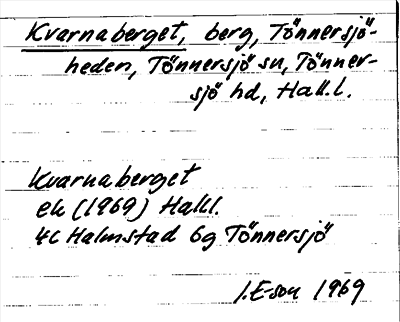 Kvarnaberget, berg, Tönnersjö-
heden, Tönnersjö sn, Tönner-
sjö hd, Hall.
Kvarnaberget
ek (1969) Hall.
4C Halmstad 6g Tönnersjö
I.E-son 1969